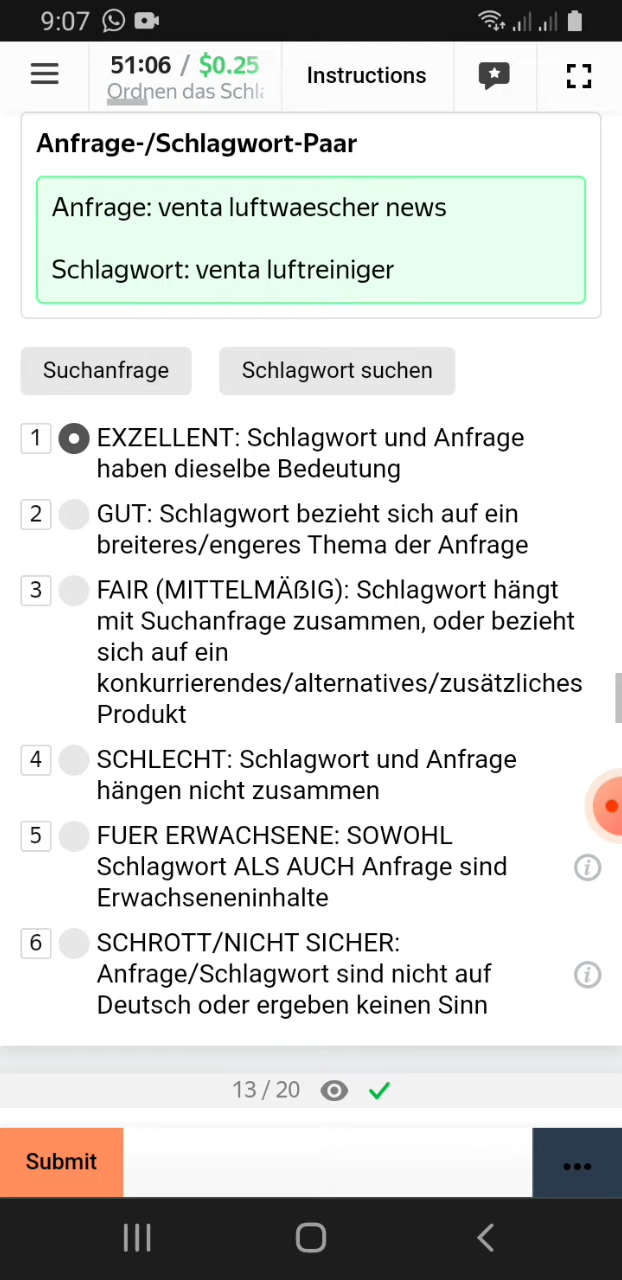 9:07
51:06 / $0.25
Ordnen das Schla
Instructions
Anfrage-/Schlagwort-Paar
Anfrage: venta luftwaescher news
Schlagwort: venta luftreiniger
Suchanfrage
Schlagwort suchen
1 EXZELLENT: Schlagwort und Anfrage
haben dieselbe Bedeutung
2 GUT: Schlagwort bezieht sich auf ein
breiteres/engeres Thema der Anfrage
3 FAIR (MITTELMÄßIG): Schlagwort hängt
mit Suchanfrage zusammen, oder bezieht
sich auf ein
konkurrierendes/alternatives/zusätzliches
Produkt
4 SCHLECHT: Schlagwort und Anfrage
hängen nicht zusammen
5 FUER ERWACHSENE: SOWOHL
Schlagwort ALS AUCH Anfrage sind
Erwachseneninhalte
6 SCHROTT/NICHT SICHER:
Anfrage/Schlagwort sind nicht auf
Deutsch oder ergeben keinen Sinn
13 / 20
Submit